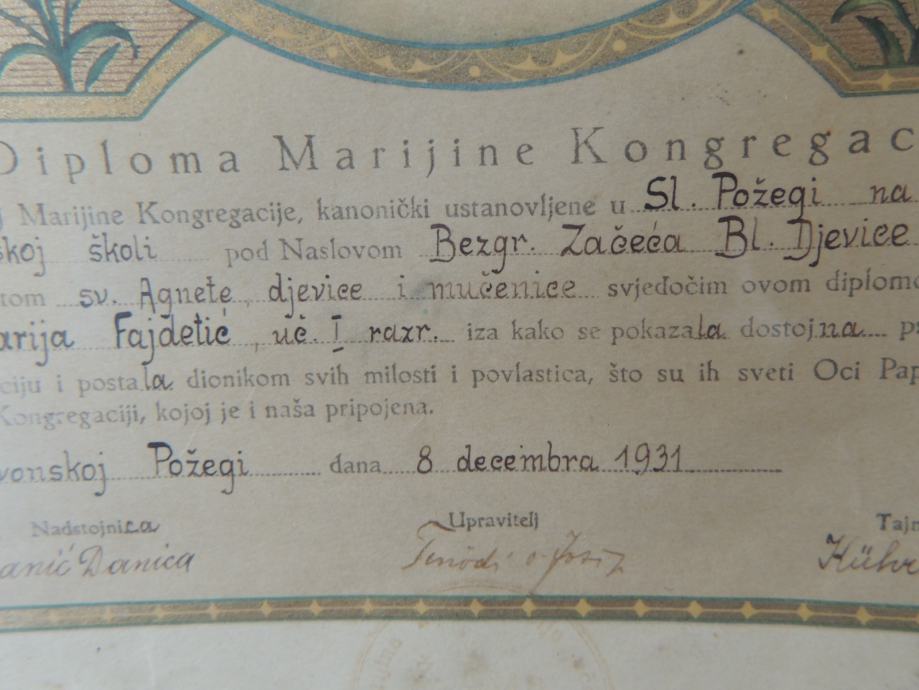 Diploma Marijine Kongregac
j Marijine Kongregacije, kanonički ustanovljene u Sl. Požegi na
skoj školi pod Naslovom Bezgr. Začeća Bl. Djevice
tom sv. Agnete, djevice i mučenice svjedočim ovom diplomo
arija Fajdetić, uč. I razr. iza kako se pokazala dostojna p
ciju i postala dionikom svih milosti i povlastica, što su ih sveti Oci Pap
Kongregaciji, kojoj je i naša pripojena.
vonskoj Požegi dana 8 decembra 1931
Nadstojnica Upravitelj Tajn
anić Danica